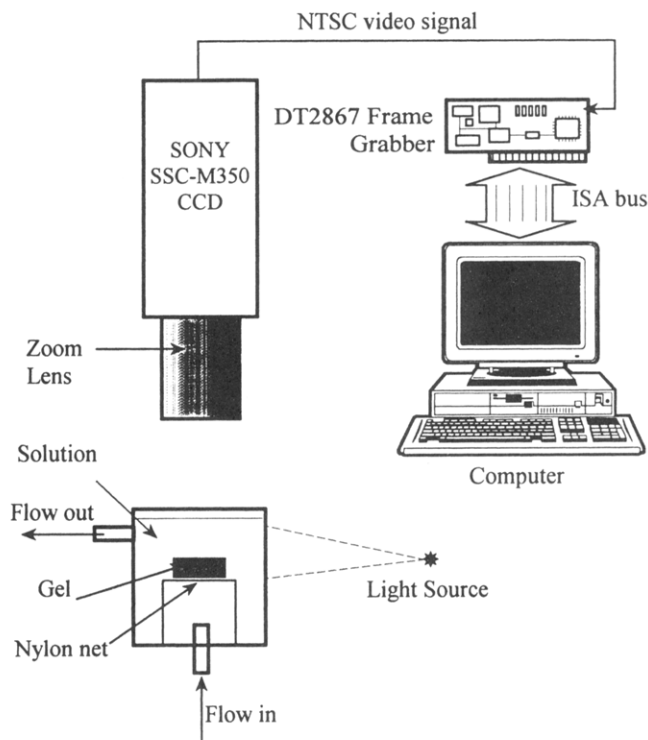 NTSC video signal
SONY
SSC-M350
CCD
DT2867 Frame
Grabber
ISA bus
Zoom
Lens
Computer
Solution
Flow out
Gel
Light Source
Nylon net
Flow in